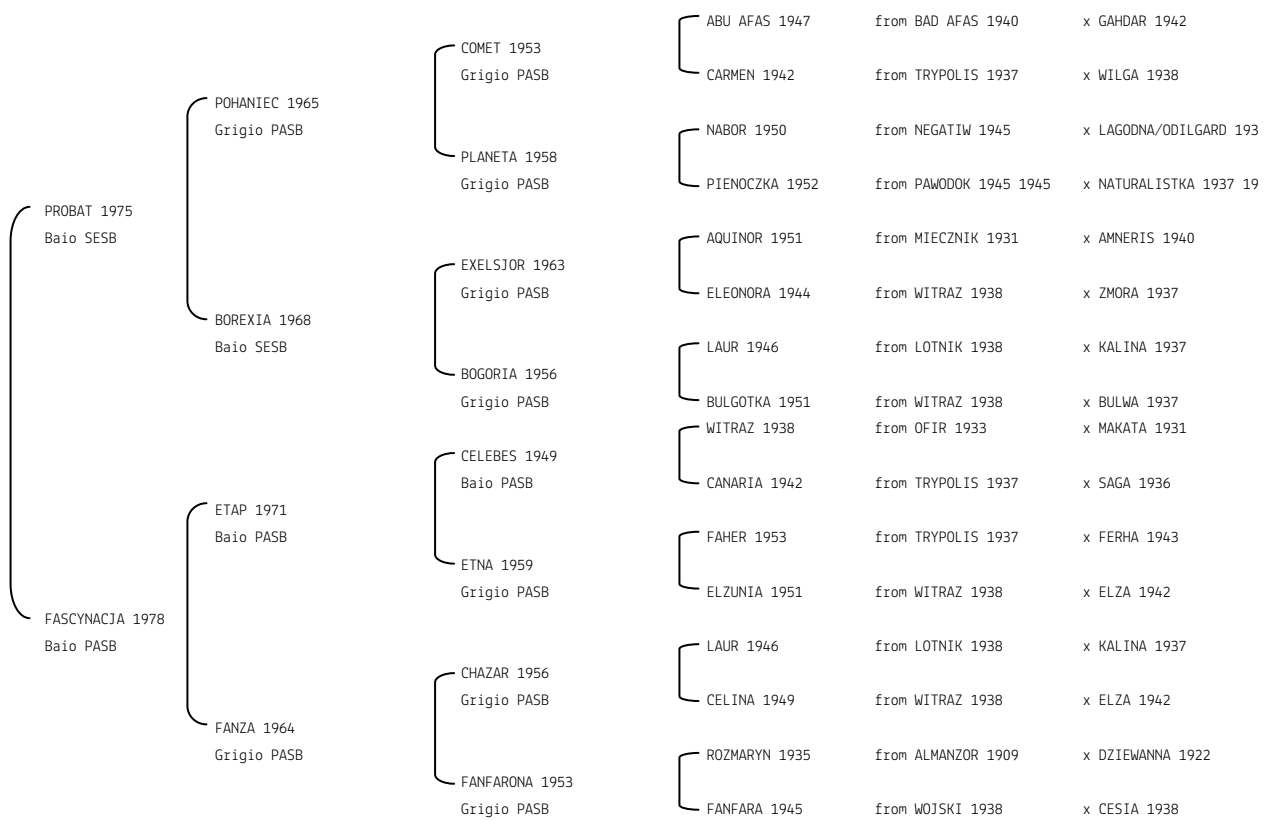 ABU AFAS 1947 from BAD AFAS 1940 x GAHDAR 1942
COMET 1953
Grigio PASB CARMEN 1942 from TRYPOLIS 1937 x WILGA 1938
POHANIEC 1965
Grigio PASB NABOR 1950 from NEGATIW 1945 x LAGODNA/ODILGARD 193
PLANETA 1958
Grigio PASB PIENOCZKA 1952 from PAWODOK 1945 1945 x NATURALISTKA 1937 19
PROBAT 1975
Baio SESB AQUINOR 1951 from MIECZNIK 1931 x AMNERIS 1940
EXELSJOR 1963
Grigio PASB ELEONORA 1944 from WITRAZ 1938 x ZMORA 1937
BOREXIA 1968
Baio SESB LAUR 1946 from LOTNIK 1938 x KALINA 1937
BOGORIA 1956
Grigio PASB BULGOTKA 1951 from WITRAZ 1938 x BULWA 1937
WITRAZ 1938 from OFIR 1933 x MAKATA 1931
CELEBES 1949
Baio PASB CANARIA 1942 from TRYPOLIS 1937 x SAGA 1936
ETAP 1971
Baio PASB FAHER 1953 from TRYPOLIS 1937 x FERHA 1943
ETNA 1959
Grigio PASB ELZUNIA 1951 from WITRAZ 1938 x ELZA 1942
FASCYNACJA 1978
Baio PASB LAUR 1946 from LOTNIK 1938 x KALINA 1937
CHAZAR 1956
Grigio PASB CELINA 1949 from WITRAZ 1938 x ELZA 1942
FANZA 1964
Grigio PASB ROZMARYN 1935 from ALMANZOR 1909 x DZIEWANNA 1922
FANFARONA 1953
Grigio PASB FANFARA 1945 from WOJSKI 1938 x CESIA 1938